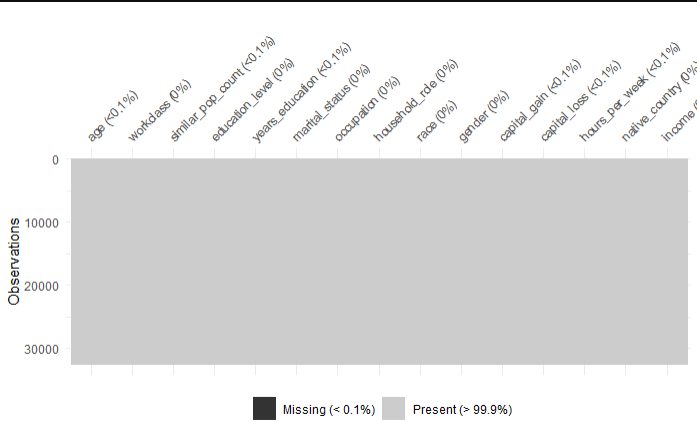 age (<0.1%)
workclass (0%)
similar_pop_count (<0.1%)
education_level (0%)
years_education (<0.1%)
marital_status (0%)
occupation (0%)
household_role (0%)
race (0%)
gender (0%)
capital_gain (<0.1%)
capital_loss (<0.1%)
hours_per_week (<0.1%)
native_country (0%)
income (0
0
10000
20000
30000
Observations
Missing (< 0.1%)
Present (> 99.9%)